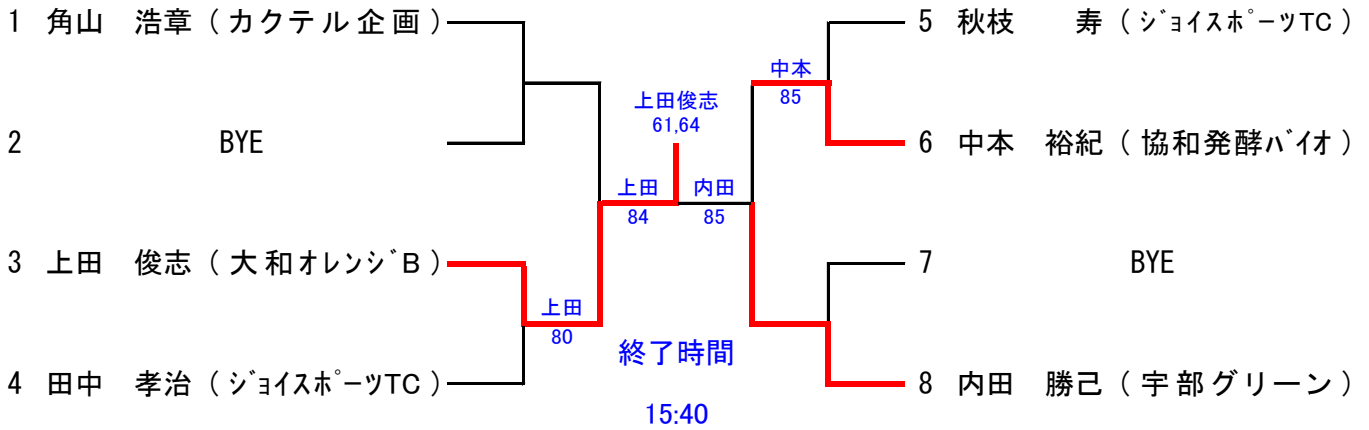 1 角山 浩章 ( カクテル企画 )
2 BYE
3 上田 俊志 ( 大和オレンジB )
4 田中 孝治 ( ジョイスポーツTC )
上田
80
上田
84
上田俊志
61,64
内田
85
中本
85
終了時間
15:40
5 秋枝 寿 ( ジョイスポーツTC )
6 中本 裕紀 ( 協和発酵バイオ )
7 BYE
8 内田 勝己 ( 宇部グリーン )